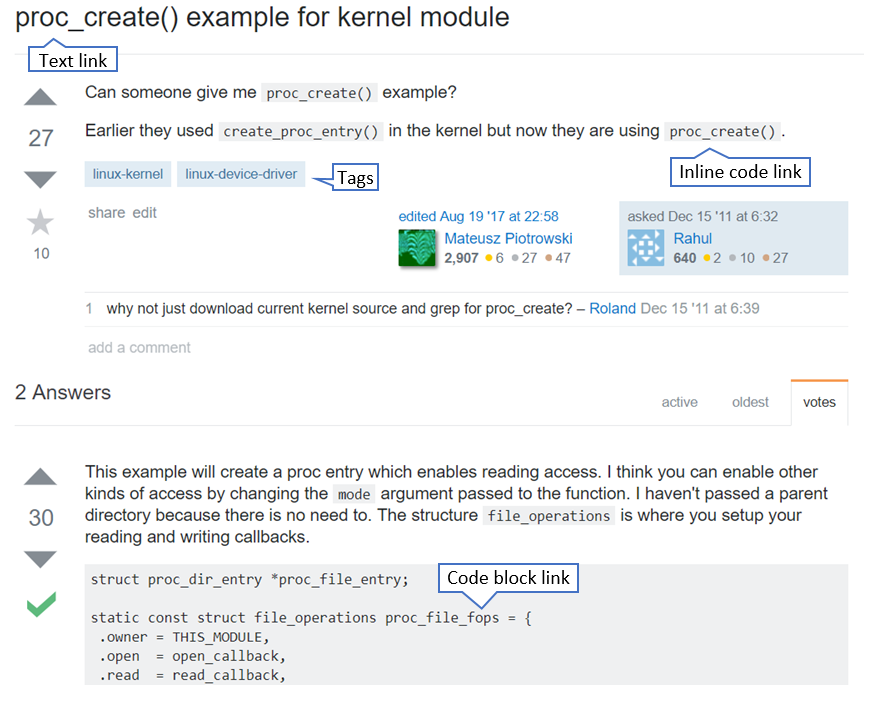 proc_create() example for kernel module
Text link
Can someone give me proc_create() example?
27
Earlier they used create_proc_entry() in the kernel but now they are using proc_create().
Inline code link
linux-kernel linux-device-driver
Tags
share edit
10
edited Aug 19 '17 at 22:58
Mateusz Piotrowski
2,907 6 27 47
asked Dec 15 '11 at 6:32
Rahul
640 2 10 27
1 why not just download current kernel source and grep for proc_create? – Roland Dec 15 '11 at 6:39
add a comment
2 Answers
active oldest votes
This example will create a proc entry which enables reading access. I think you can enable other
kinds of access by changing the mode argument passed to the function. I haven't passed a parent
30
directory because there is no need to. The structure file_operations is where you setup your
reading and writing callbacks.
Code block link
struct proc_dir_entry *proc_file_entry;
static const struct file_operations proc_file_fops = {
.owner = THIS_MODULE,
.open = open_callback,
.read = read_callback,